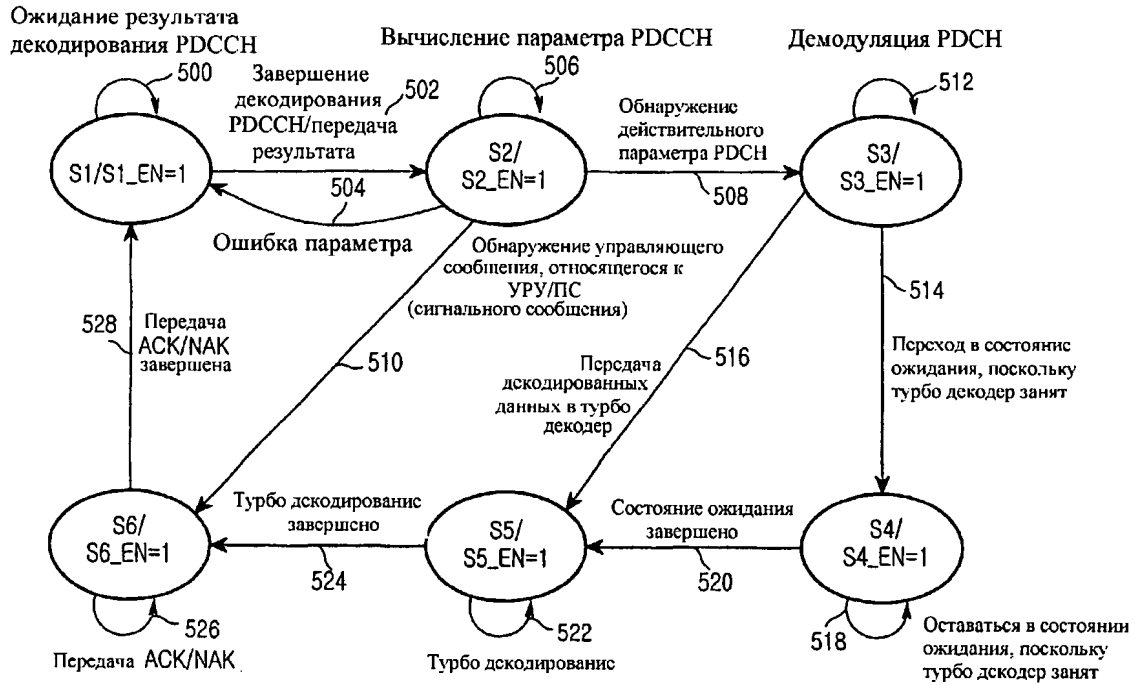 Ожидание результата
декодирования PDCCH
500
Завершение
декодирования
PDCCH/передача
результата
502
Вычисление параметра PDCCH
506
Демодуляция PDCH
512
Обнаружение
действительного
параметра PDCH
508
S1/S1_EN=1
S2/
S2_EN=1
S3/
S3_EN=1
504
Ошибка параметра
Обнаружение управляющего
сообщения, относящегося к
УРУ/ПС
(сигнального сообщения)
514
528
Передача
ACK/NAK
завершена
510
516
Передача
декодированных
данных в турбо
декодер
Переход в состояние
ожидания, поскольку
турбо декодер занят
Турбо декодирование
завершено
524
Состояние ожидания
завершено
520
S6/
S6_EN=1
S5/
S5_EN=1
S4/
S4_EN=1
526
Передача ACK/NAK
522
Турбо декодирование
518
Оставаться в состоянии
ожидания, поскольку
турбо декодер занят